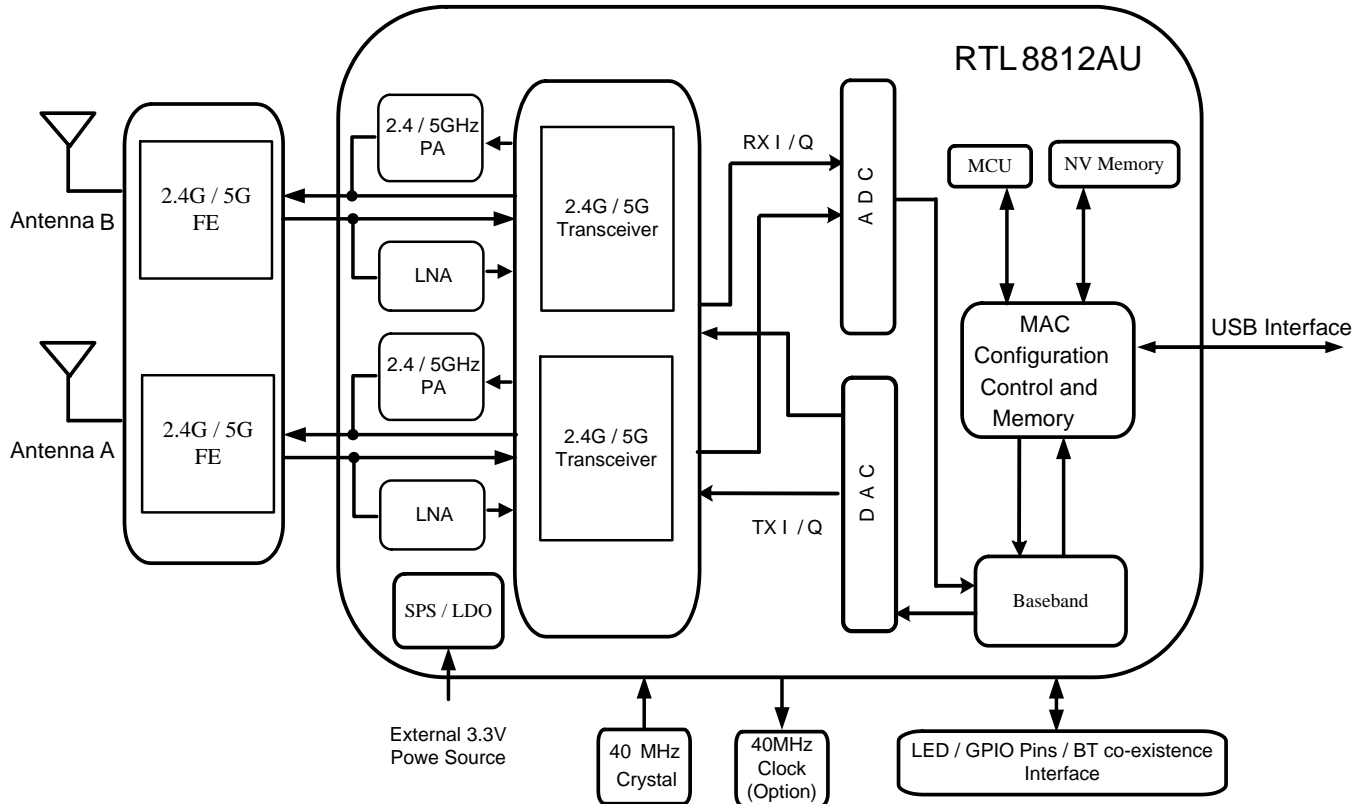 RTL8812AU
2.4 / 5GHz
PA
RX I / Q
MCU
NV Memory
2.4G / 5G
FE
2.4G / 5G
Transceiver
A D C
Antenna B
LNA
MAC
Configuration
Control and
Memory
USB Interface
2.4 / 5GHz
PA
2.4G / 5G
FE
2.4G / 5G
Transceiver
D A C
Antenna A
LNA
TX I / Q
SPS / LDO
Baseband
External 3.3V
Powe Source
40 MHz
Crystal
40MHz
Clock
(Option)
LED / GPIO Pins / BT co-existence
Interface